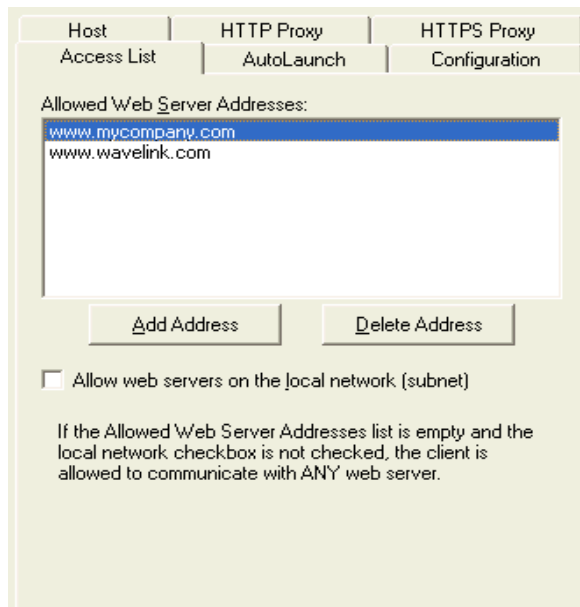 Host HTTP Proxy HTTPS Proxy
Access List AutoLaunch Configuration
Allowed Web Server Addresses:
www.mycompany.com
www.wavelink.com
Add Address Delete Address
Allow web servers on the local network (subnet)
If the Allowed Web Server Addresses list is empty and the
local network checkbox is not checked, the client is
allowed to communicate with ANY web server.